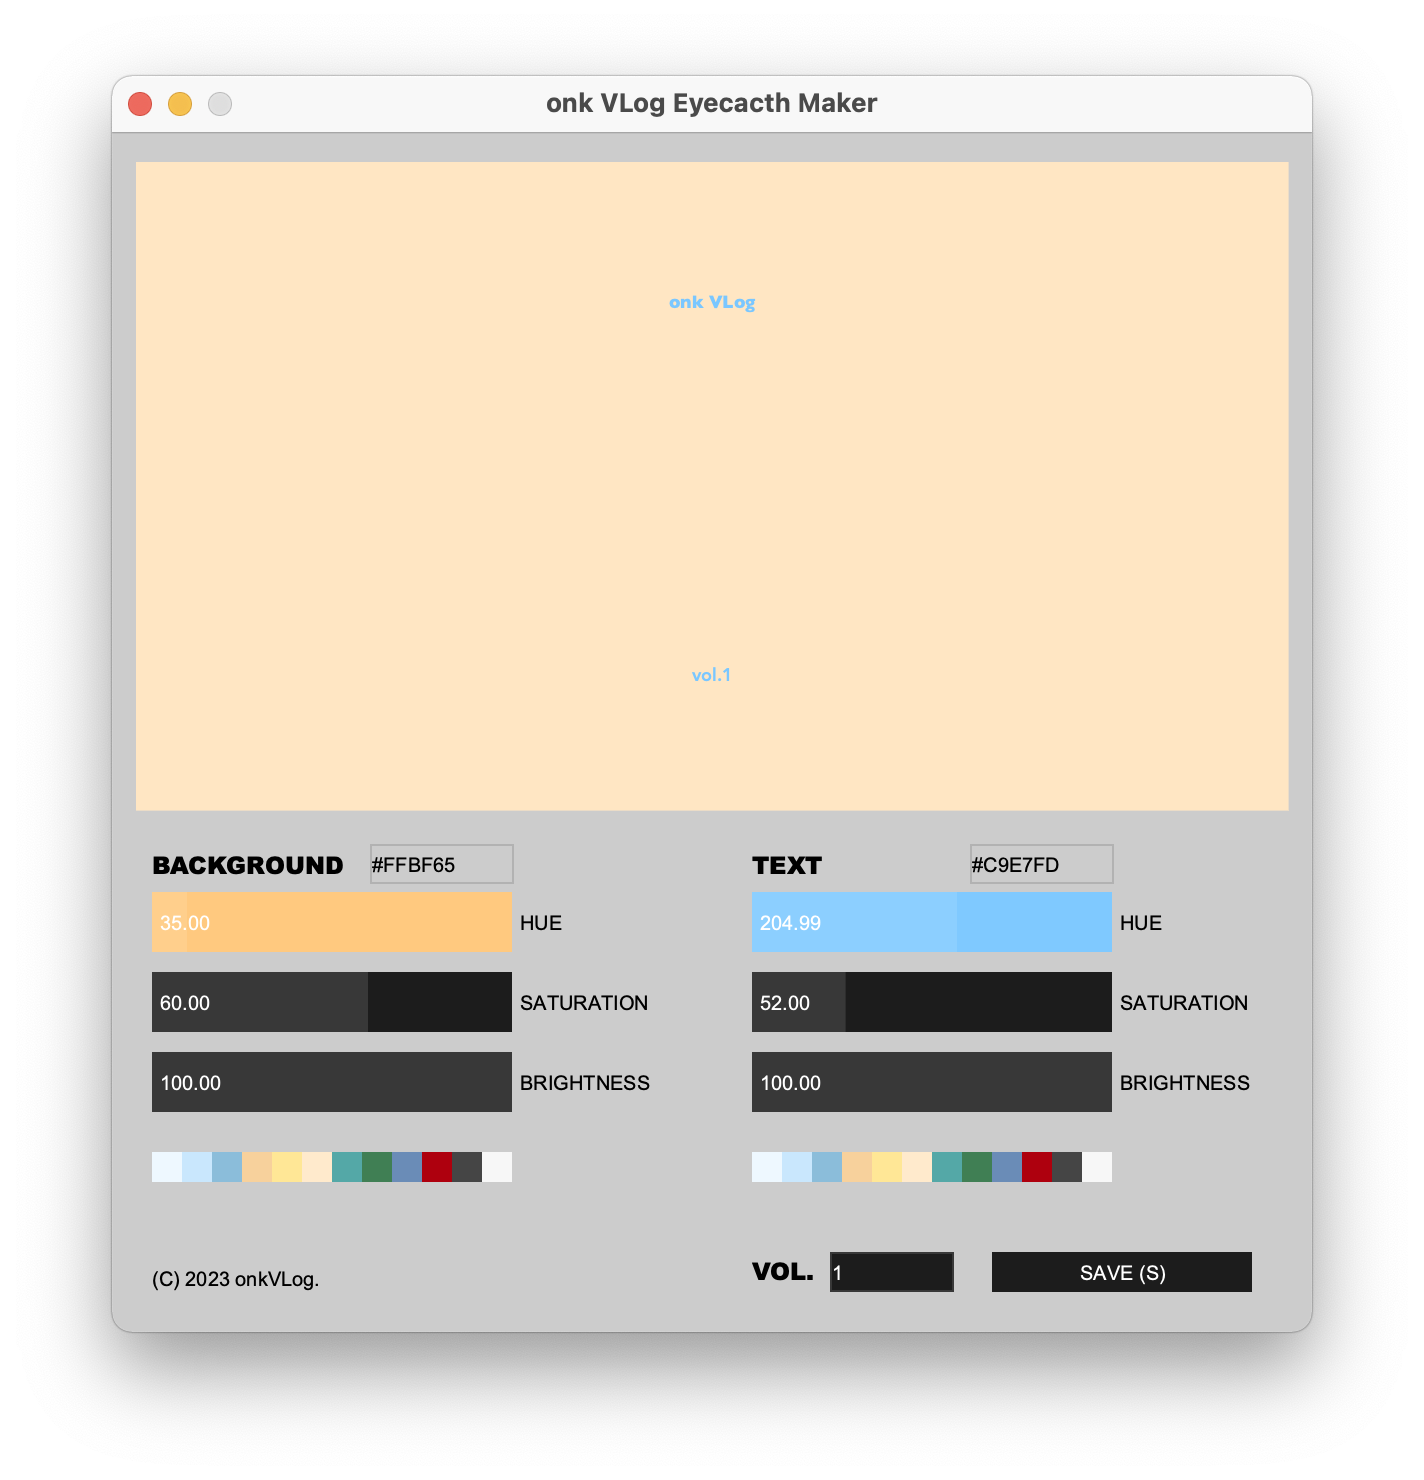 onk VLog Eyecacth Maker
onk VLog
vol.1
BACKGROUND #FFBF65
35.00 HUE
60.00 SATURATION
100.00 BRIGHTNESS
TEXT #C9E7FD
204.99 HUE
52.00 SATURATION
100.00 BRIGHTNESS
(C) 2023 onkVLog.
VOL. 1 SAVE (S)